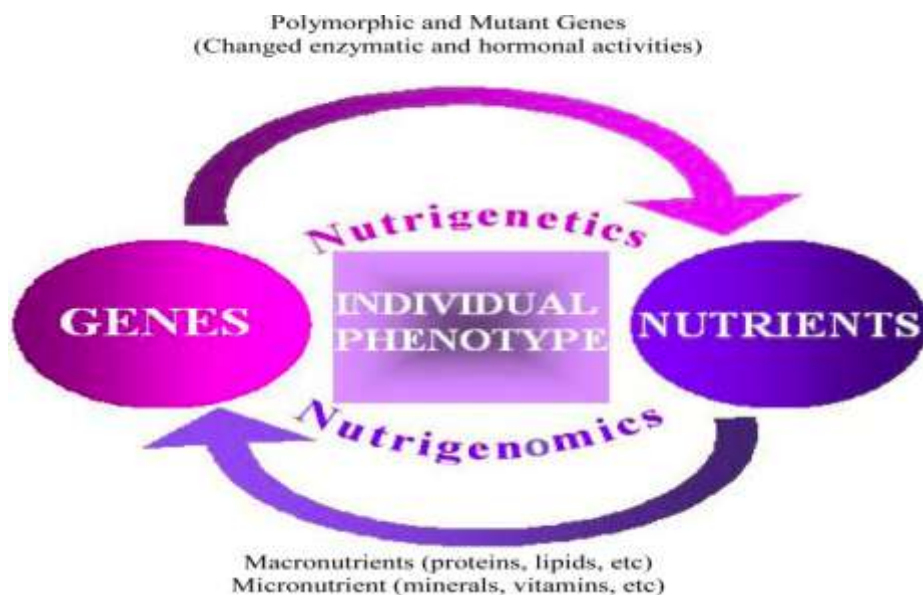 Polymorphic and Mutant Genes
(Changed enzymatic and hormonal activities)
Nutrigenetics
GENES
INDIVIDUAL
PHENOTYPE
NUTRIENTS
Nutrigenomics
Macronutrients (proteins, lipids, etc)
Micronutrient (minerals, vitamins, etc)